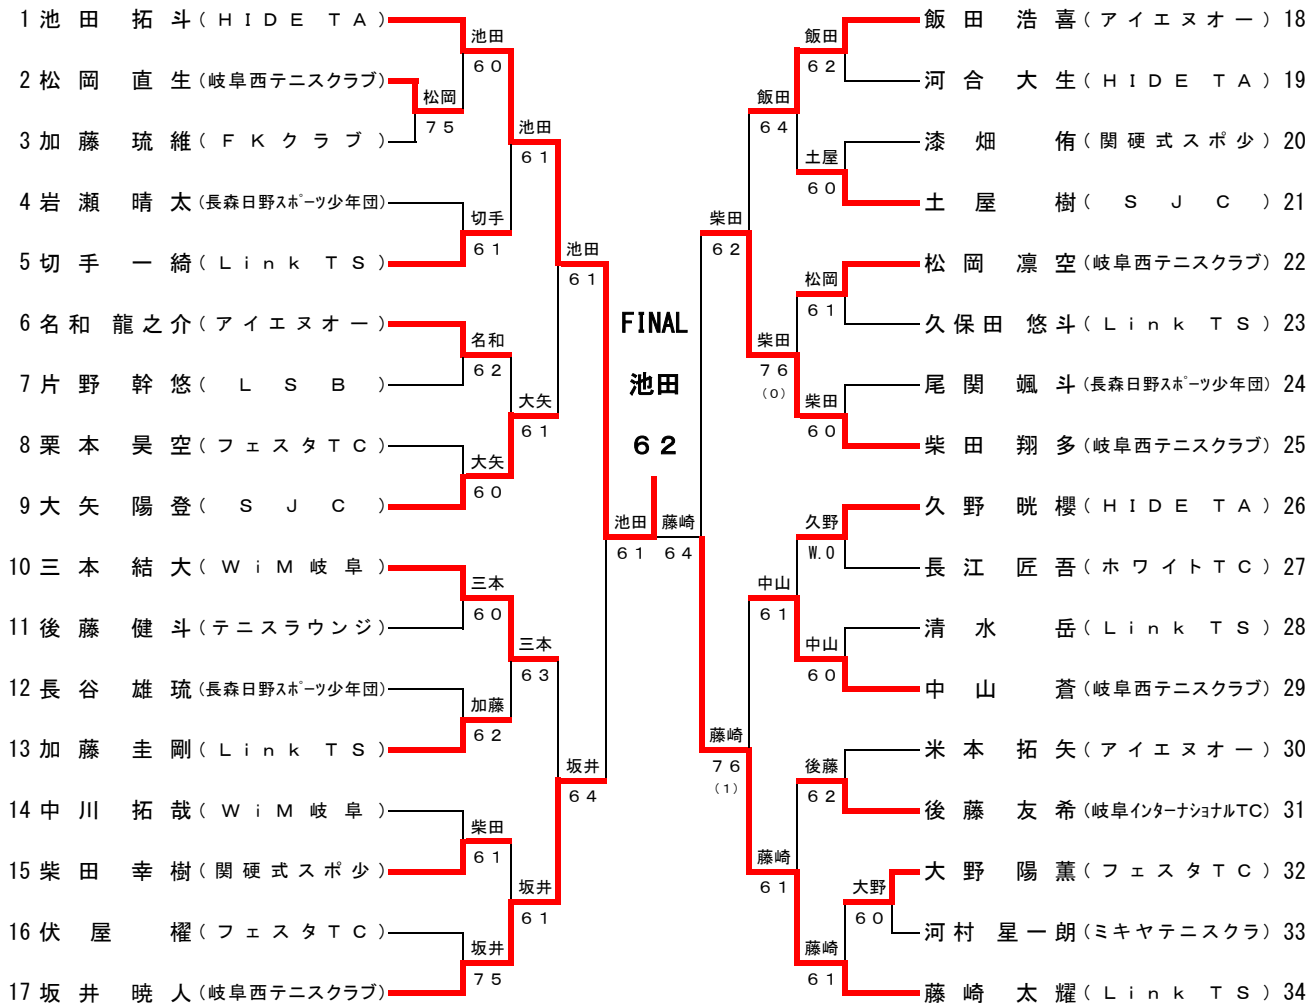 1 池田 拓斗 (HIDE TA)
2 松岡 直生 (岐阜西テニスクラブ)
3 加藤 琉維 (FKクラブ)
4 岩瀬 晴太 (長森日野スポーツ少年団)
5 切手 一綺 (Link TS)
6 名和 龍之介 (アイエヌオー)
7 片野 幹悠 (LSB)
8 栗本 昊空 (フェスタTC)
9 大矢 陽登 (SJC)
10 三本 結大 (WiM岐阜)
11 後藤 健斗 (テニスラウンジ)
12 長谷 雄琉 (長森日野スポーツ少年団)
13 加藤 圭剛 (Link TS)
14 中川 拓哉 (WiM岐阜)
15 柴田 幸樹 (関硬式スポ少)
16 伏屋 櫂 (フェスタTC)
17 坂井 暁人 (岐阜西テニスクラブ)
松岡
75
池田
60
切手
61
名和
62
大矢
60
三本
60
加藤
62
柴田
61
坂井
75
池田
61
大矢
61
三本
63
坂井
61
池田
61
坂井
64
池田
61
FINAL
池田
62
藤崎
64
柴田
62
藤崎
76
(1)
飯田
64
柴田
76
(0)
中山
61
藤崎
61
飯田
62
土屋
60
松岡
61
柴田
60
久野
W.O
中山
60
後藤
62
藤崎
61
大野
60
飯田 浩喜 (アイエヌオー) 18
河合 大生 (HIDE TA) 19
漆畑 侑 (関硬式スポ少) 20
土屋 樹 (SJC) 21
松岡 凛空 (岐阜西テニスクラブ) 22
久保田 悠斗 (Link TS) 23
尾関 颯斗 (長森日野スポーツ少年団) 24
柴田 翔多 (岐阜西テニスクラブ) 25
久野 晄櫻 (HIDE TA) 26
長江 匠吾 (ホワイトTC) 27
清水 岳 (Link TS) 28
中山 蒼 (岐阜西テニスクラブ) 29
米本 拓矢 (アイエヌオー) 30
後藤 友希 (岐阜インターナショナルTC) 31
大野 陽薫 (フェスタTC) 32
河村 星一朗 (ミキヤテニスクラ) 33
藤崎 太耀 (Link TS) 34